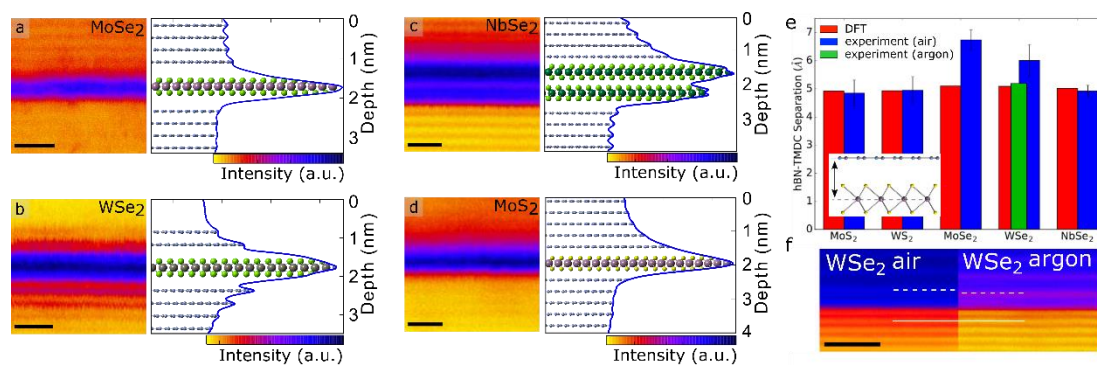 a MoSe2
0
1
2
3
Depth (nm)
Intensity (a.u.)
b WSe2
0
1
2
3
Depth (nm)
Intensity (a.u.)
c NbSe2
0
1
2
3
Depth (nm)
Intensity (a.u.)
d MoS2
0
1
2
3
4
Depth (nm)
Intensity (a.u.)
e
DFT
experiment (air)
experiment (argon)
hBN-TMDC Separation (Å)
7
6
5
4
3
2
1
0
MoS2 WS2 MoSe2 WSe2 NbSe2
f
WSe2 air WSe2 argon